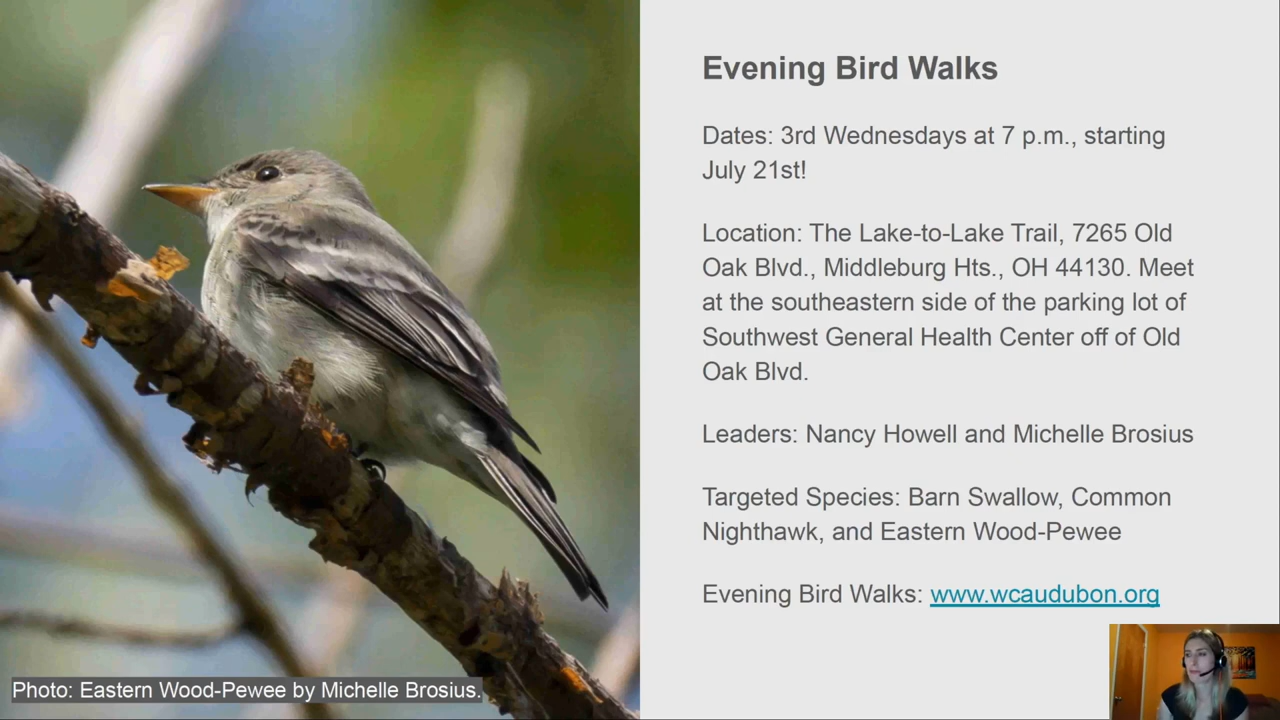 Evening Bird Walks
Dates: 3rd Wednesdays at 7 p.m., starting
July 21st!
Location: The Lake-to-Lake Trail, 7265 Old
Oak Blvd., Middleburg Hts., OH 44130. Meet
at the southeastern side of the parking lot of
Southwest General Health Center off of Old
Oak Blvd.
Leaders: Nancy Howell and Michelle Brosius
Targeted Species: Barn Swallow, Common
Nighthawk, and Eastern Wood-Pewee
Evening Bird Walks: www.wcaudubon.org
Photo: Eastern Wood-Pewee by Michelle Brosius.